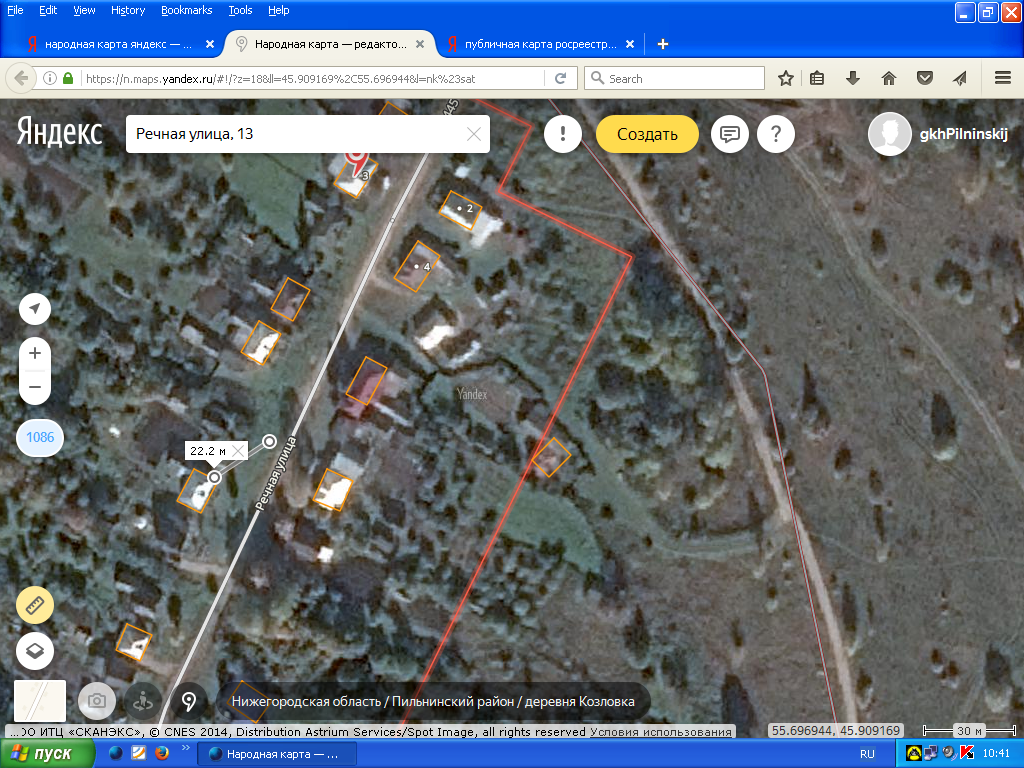 File Edit View History Bookmarks Tools Help
народная карта яндекс — ...
Народная карта — редакто...
публичная карта росреестр...
https://n.maps.yandex.ru/#!/?z=18&ll=45.909169%2C55.696944&l=nk%23sat
Search
Яндекс
Речная улица, 13
Создать
gkhPilninskij
445
3
2
4
1086
Yandex
22.2 м
Речная улица
Нижегородская область / Пильнинский район / деревня Козловка
...ОО ИТЦ «СКАНЭКС», © CNES 2014, Distribution Astrium Services/Spot Image, all rights reserved Условия использования
55.696944, 45.909169
30 м
пуск
Народная карта — ...
RU
10:41